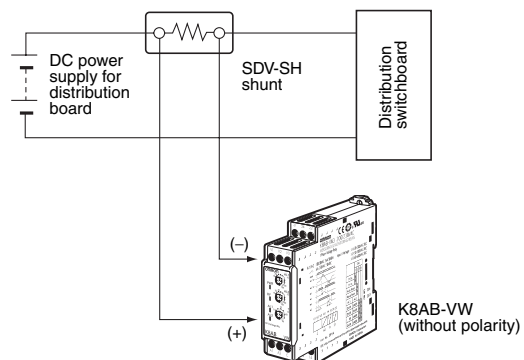 DC power
supply for
distribution
board
SDV-SH
shunt
Distribution
switchboard
(−)
(+)
K8AB-VW
(without polarity)